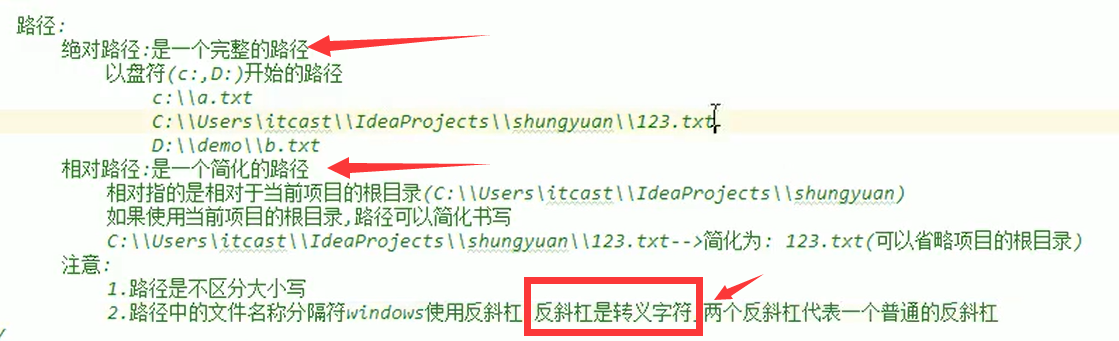 路径:
绝对路径:是一个完整的路径
以盘符(c:,D:)开始的路径
c:\\a.txt
C:\\Users\itcast\\IdeaProjects\\shungyuan\\123.txt
D:\\demo\\b.txt
相对路径:是一个简化的路径
相对指的是相对于当前项目的根目录(C:\\Users\itcast\\IdeaProjects\\shungyuan)
如果使用当前项目的根目录,路径可以简化书写
C:\\Users\itcast\\IdeaProjects\\shungyuan\\123.txt-->简化为: 123.txt(可以省略项目的根目录)
注意:
1.路径是不区分大小写
2.路径中的文件名称分隔符windows使用反斜杠 反斜杠是转义字符,两个反斜杠代表一个普通的反斜杠